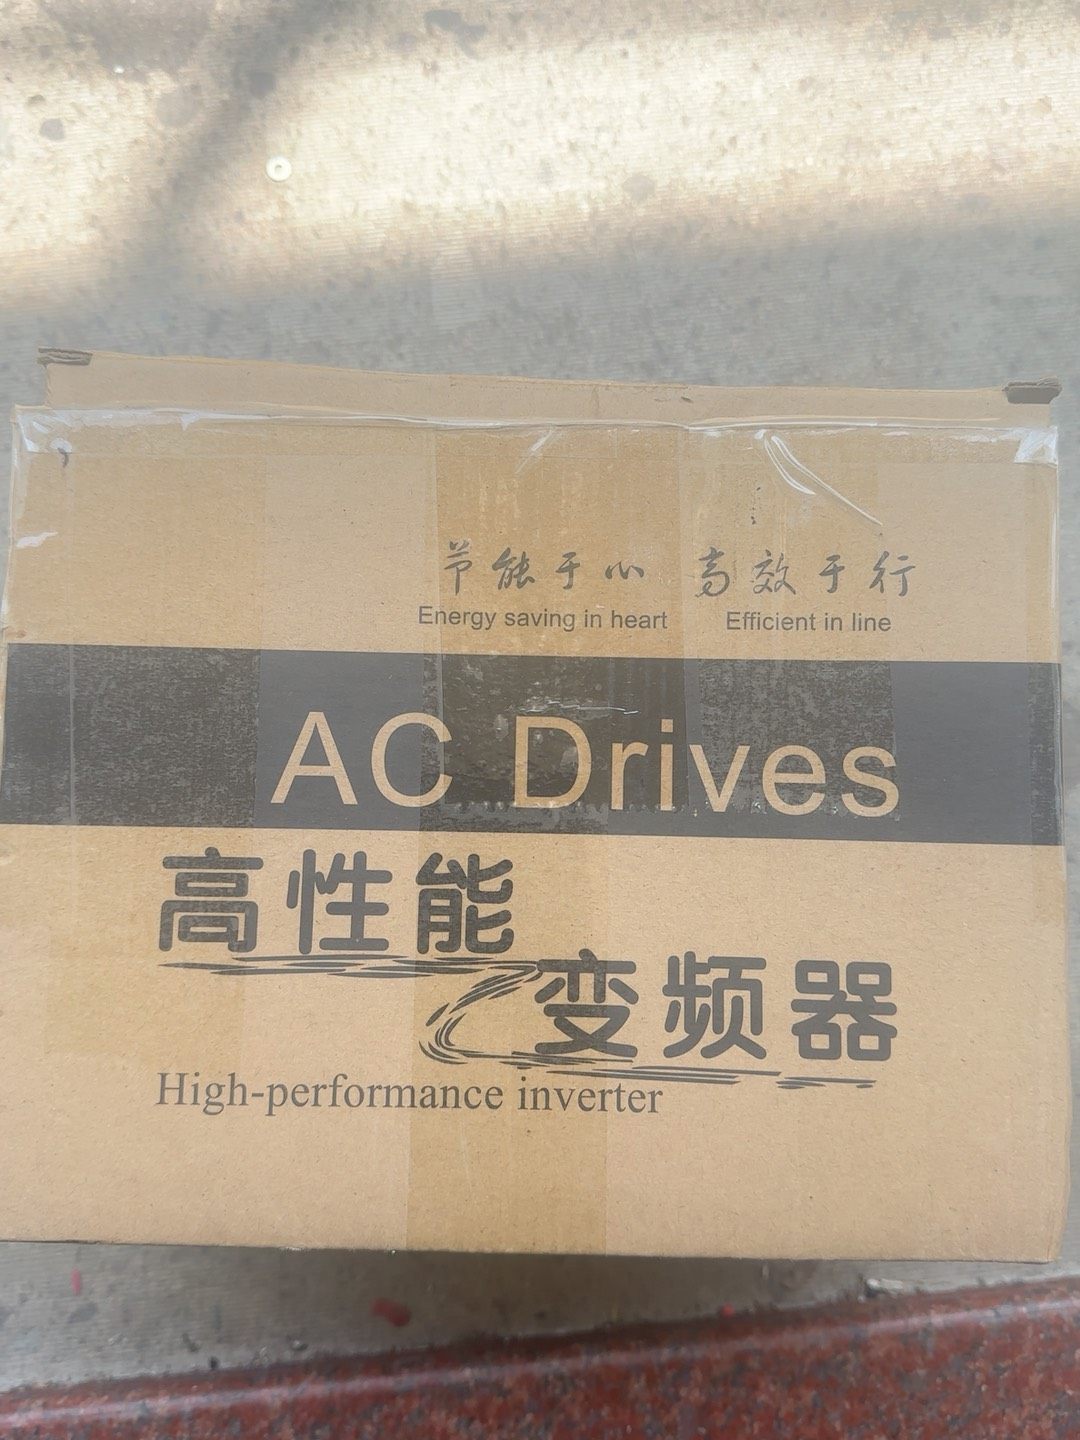 节能于心 高效于行
Energy saving in heart Efficient in line
AC Drives
高性能
变频器
High-performance inverter